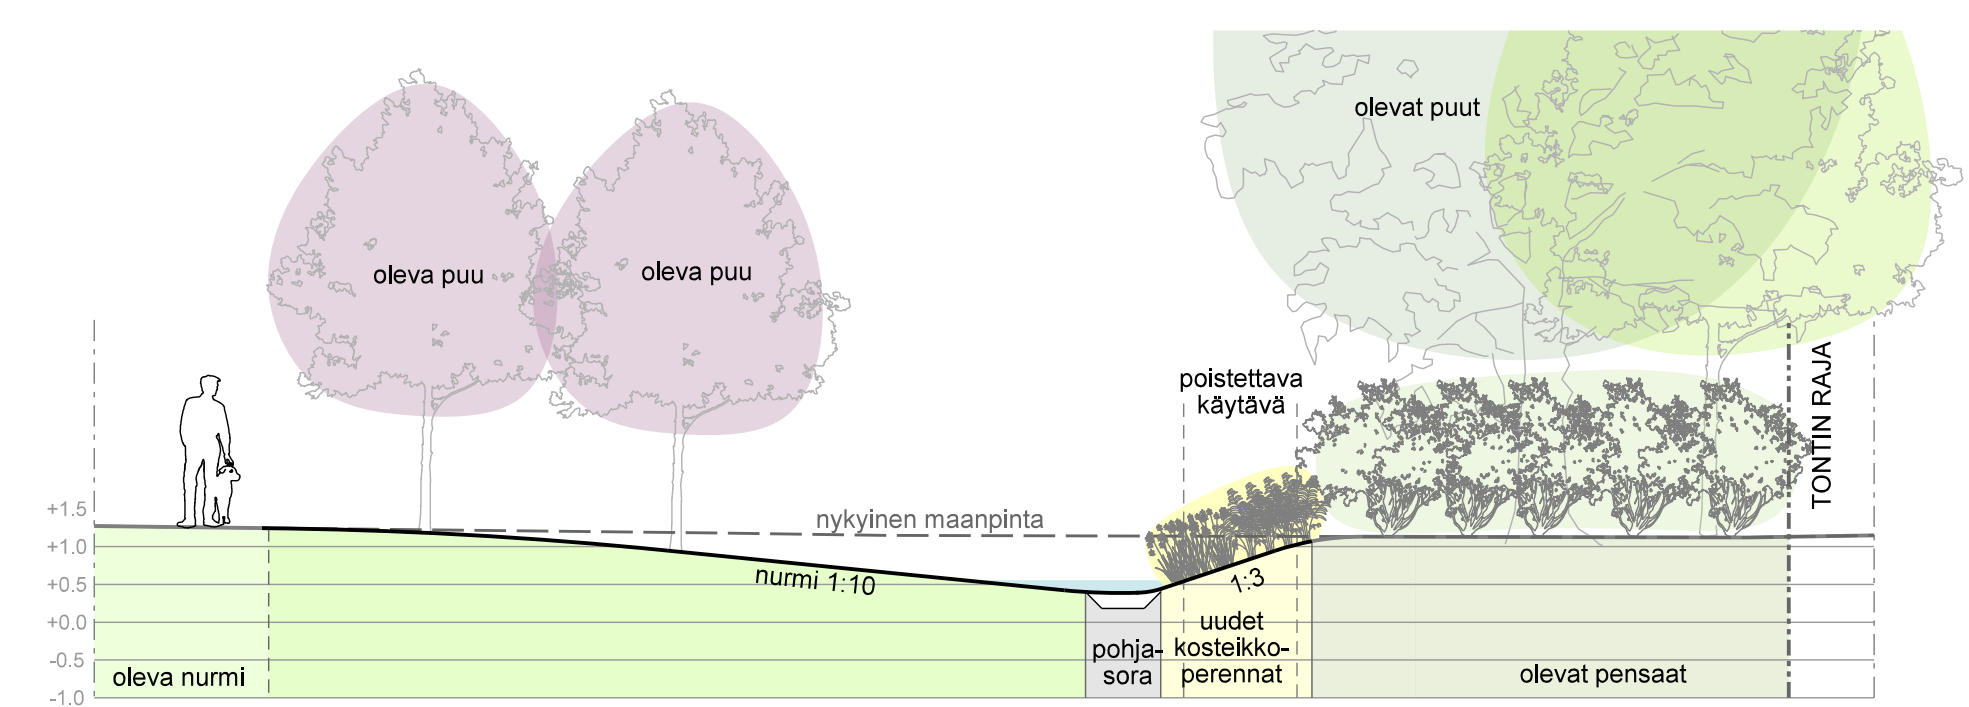 olevat puut
oleva puu
oleva puu
poistettava
käytävä
TONTIN RAJA
nykyinen maanpinta
+1.5
+1.0
+0.5
+0.0
-0.5
-1.0
nurmi 1:10
1:3
oleva nurmi
pohja-
sora
uudet
kosteikko-
perennat
olevat pensaat